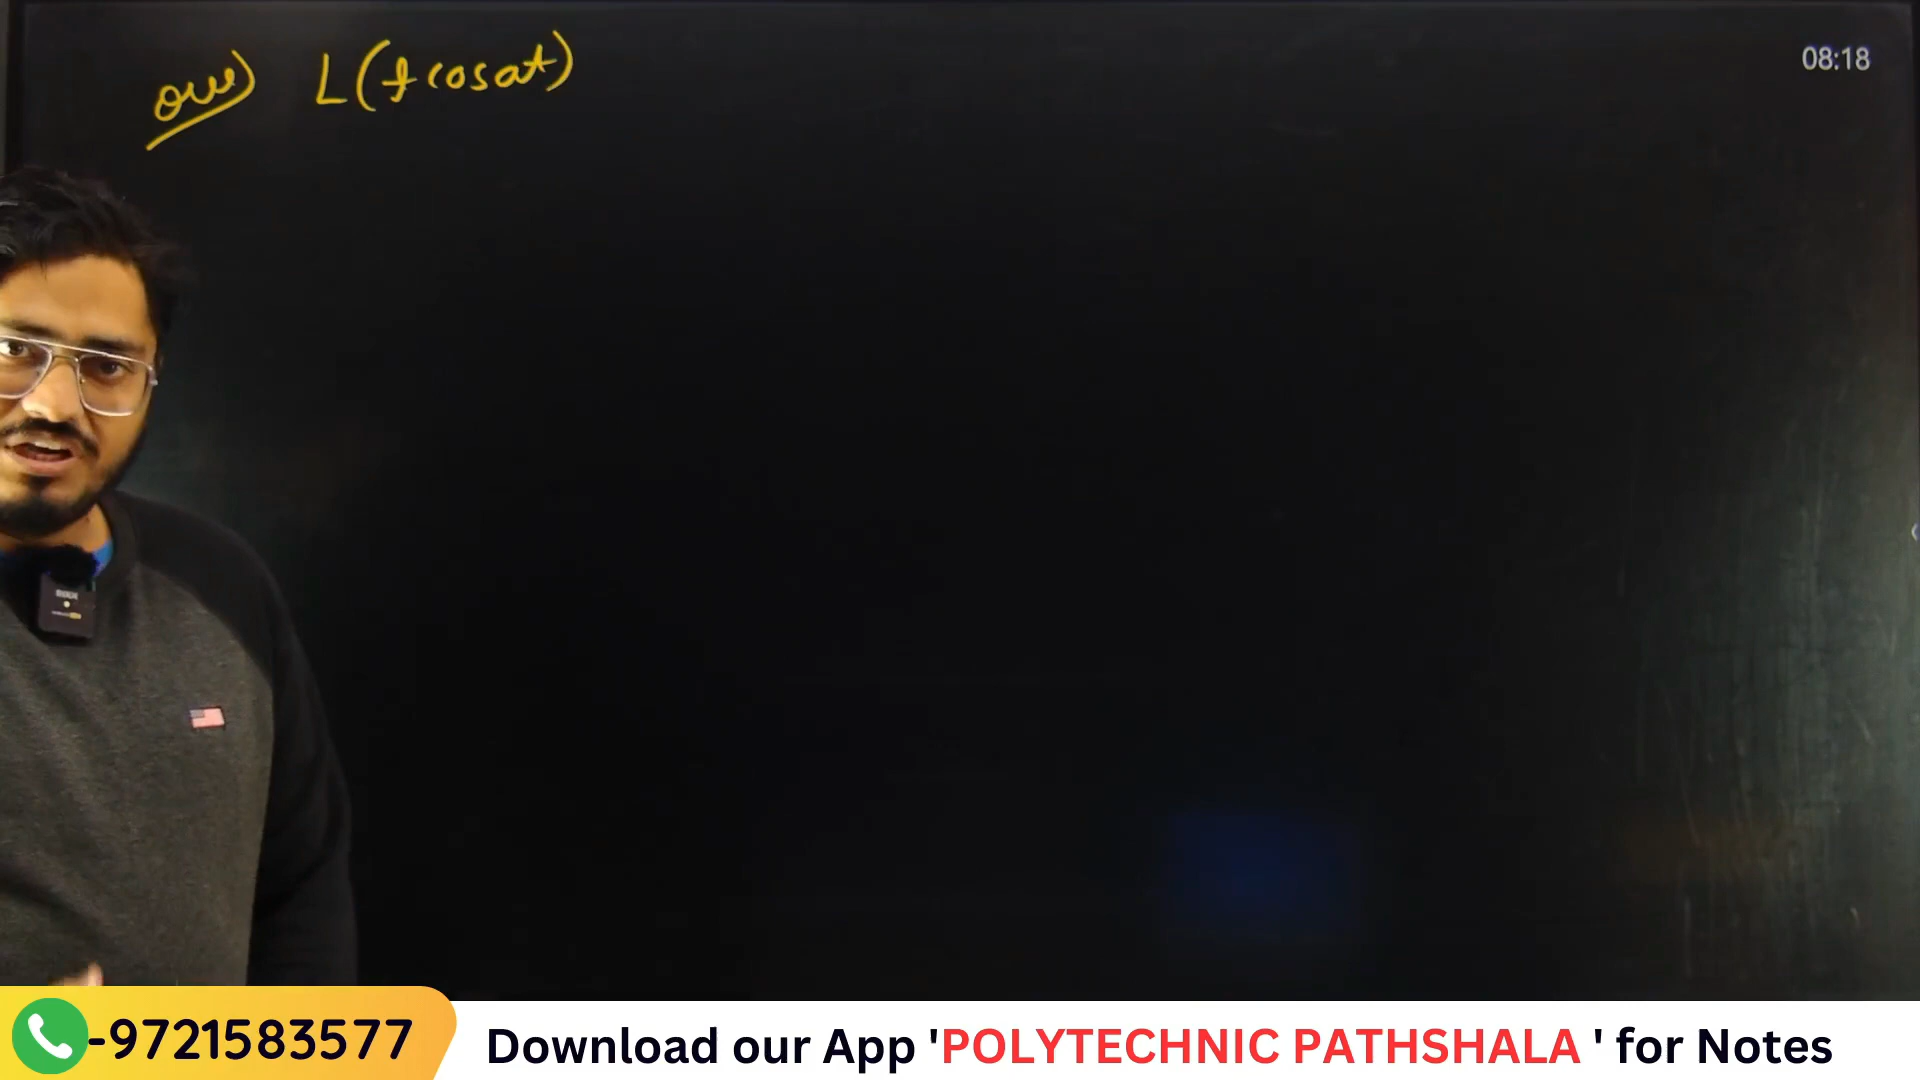 Que) L(t cosat)
08:18
-9721583577
Download our App 'POLYTECHNIC PATHSHALA ' for Notes